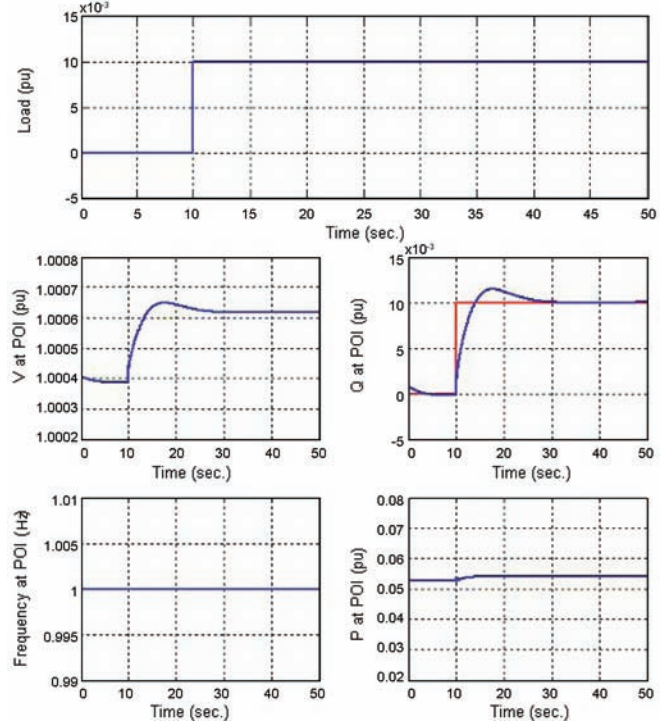 15 x10⁻³
10
5
0
-5
Load (pu)
0 5 10 15 20 25 30 35 40 45 50
Time (sec.)
1.0008
1.0007
1.0006
1.0005
1.0004
1.0003
1.0002
V at POI (pu)
0 10 20 30 40 50
Time (sec.)
x10⁻³
15
10
5
0
-5
Q at POI (pu)
0 10 20 30 40 50
Time (sec.)
1.01
1.005
1
0.995
0.99
Frequency at POI (Hz)
0 10 20 30 40 50
Time (sec.)
0.08
0.07
0.06
0.05
0.04
0.03
0.02
P at POI (pu)
0 10 20 30 40 50
Time (sec.)